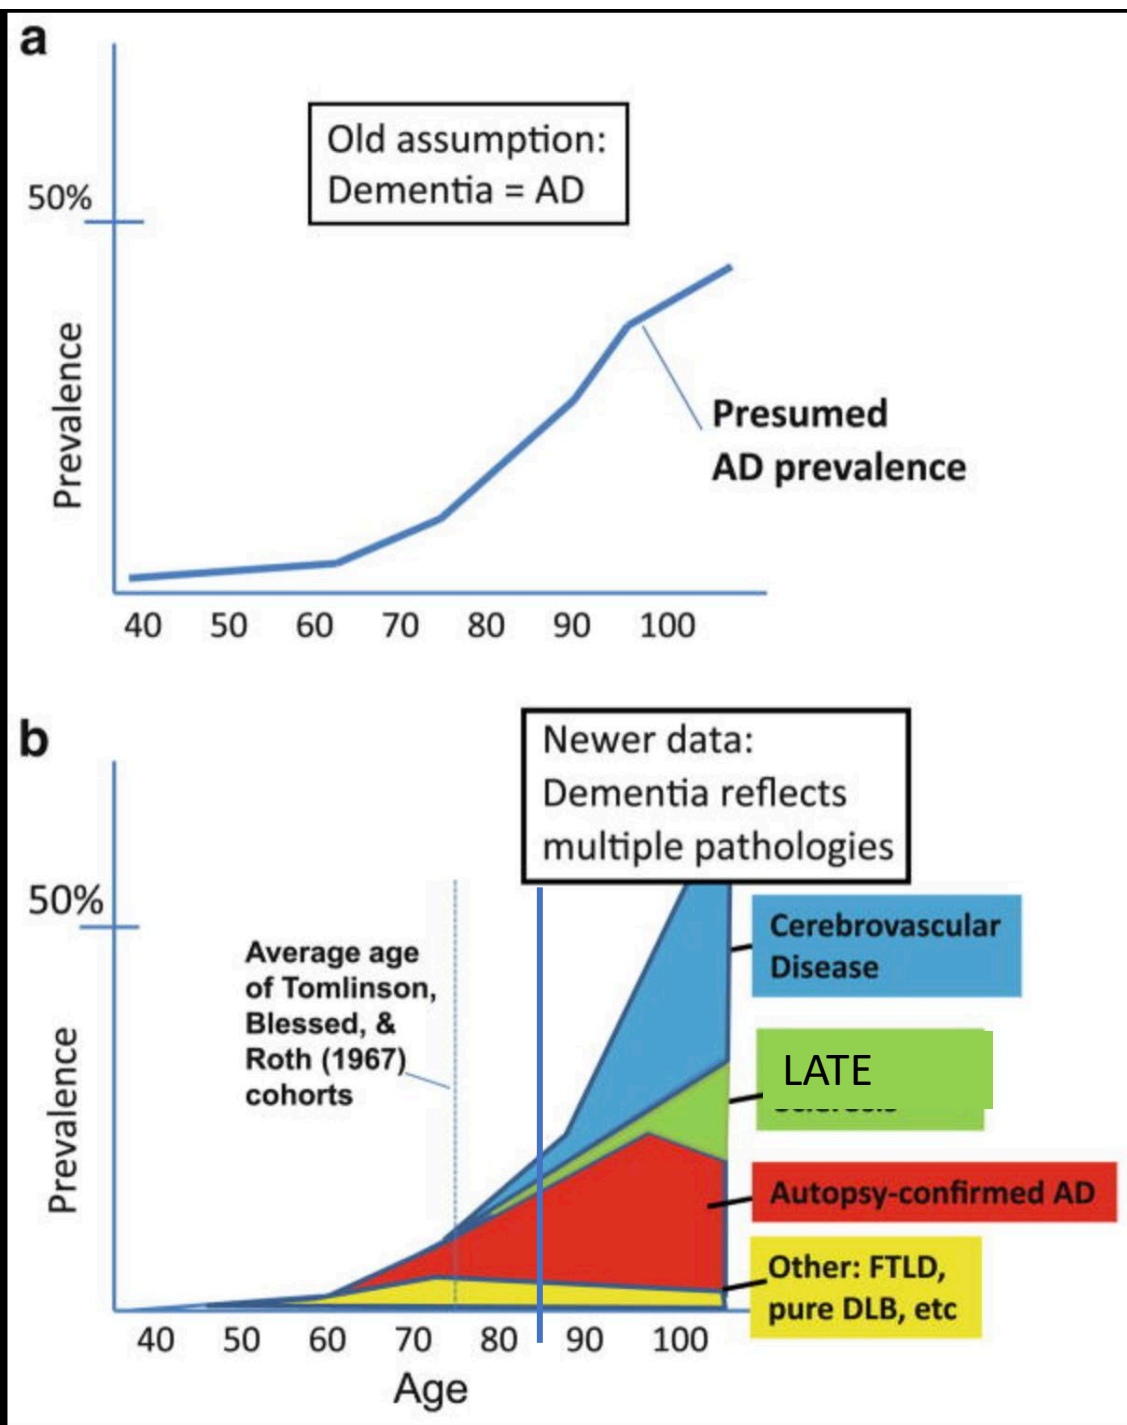 a
Old assumption:
Dementia = AD
50%
Prevalence
Presumed
AD prevalence
40 50 60 70 80 90 100
b
Newer data:
Dementia reflects
multiple pathologies
50%
Average age
of Tomlinson,
Blessed, &
Roth (1967)
cohorts
Prevalence
Cerebrovascular
Disease
LATE
Autopsy-confirmed AD
Other: FTLD,
pure DLB, etc
40 50 60 70 80 90 100
Age